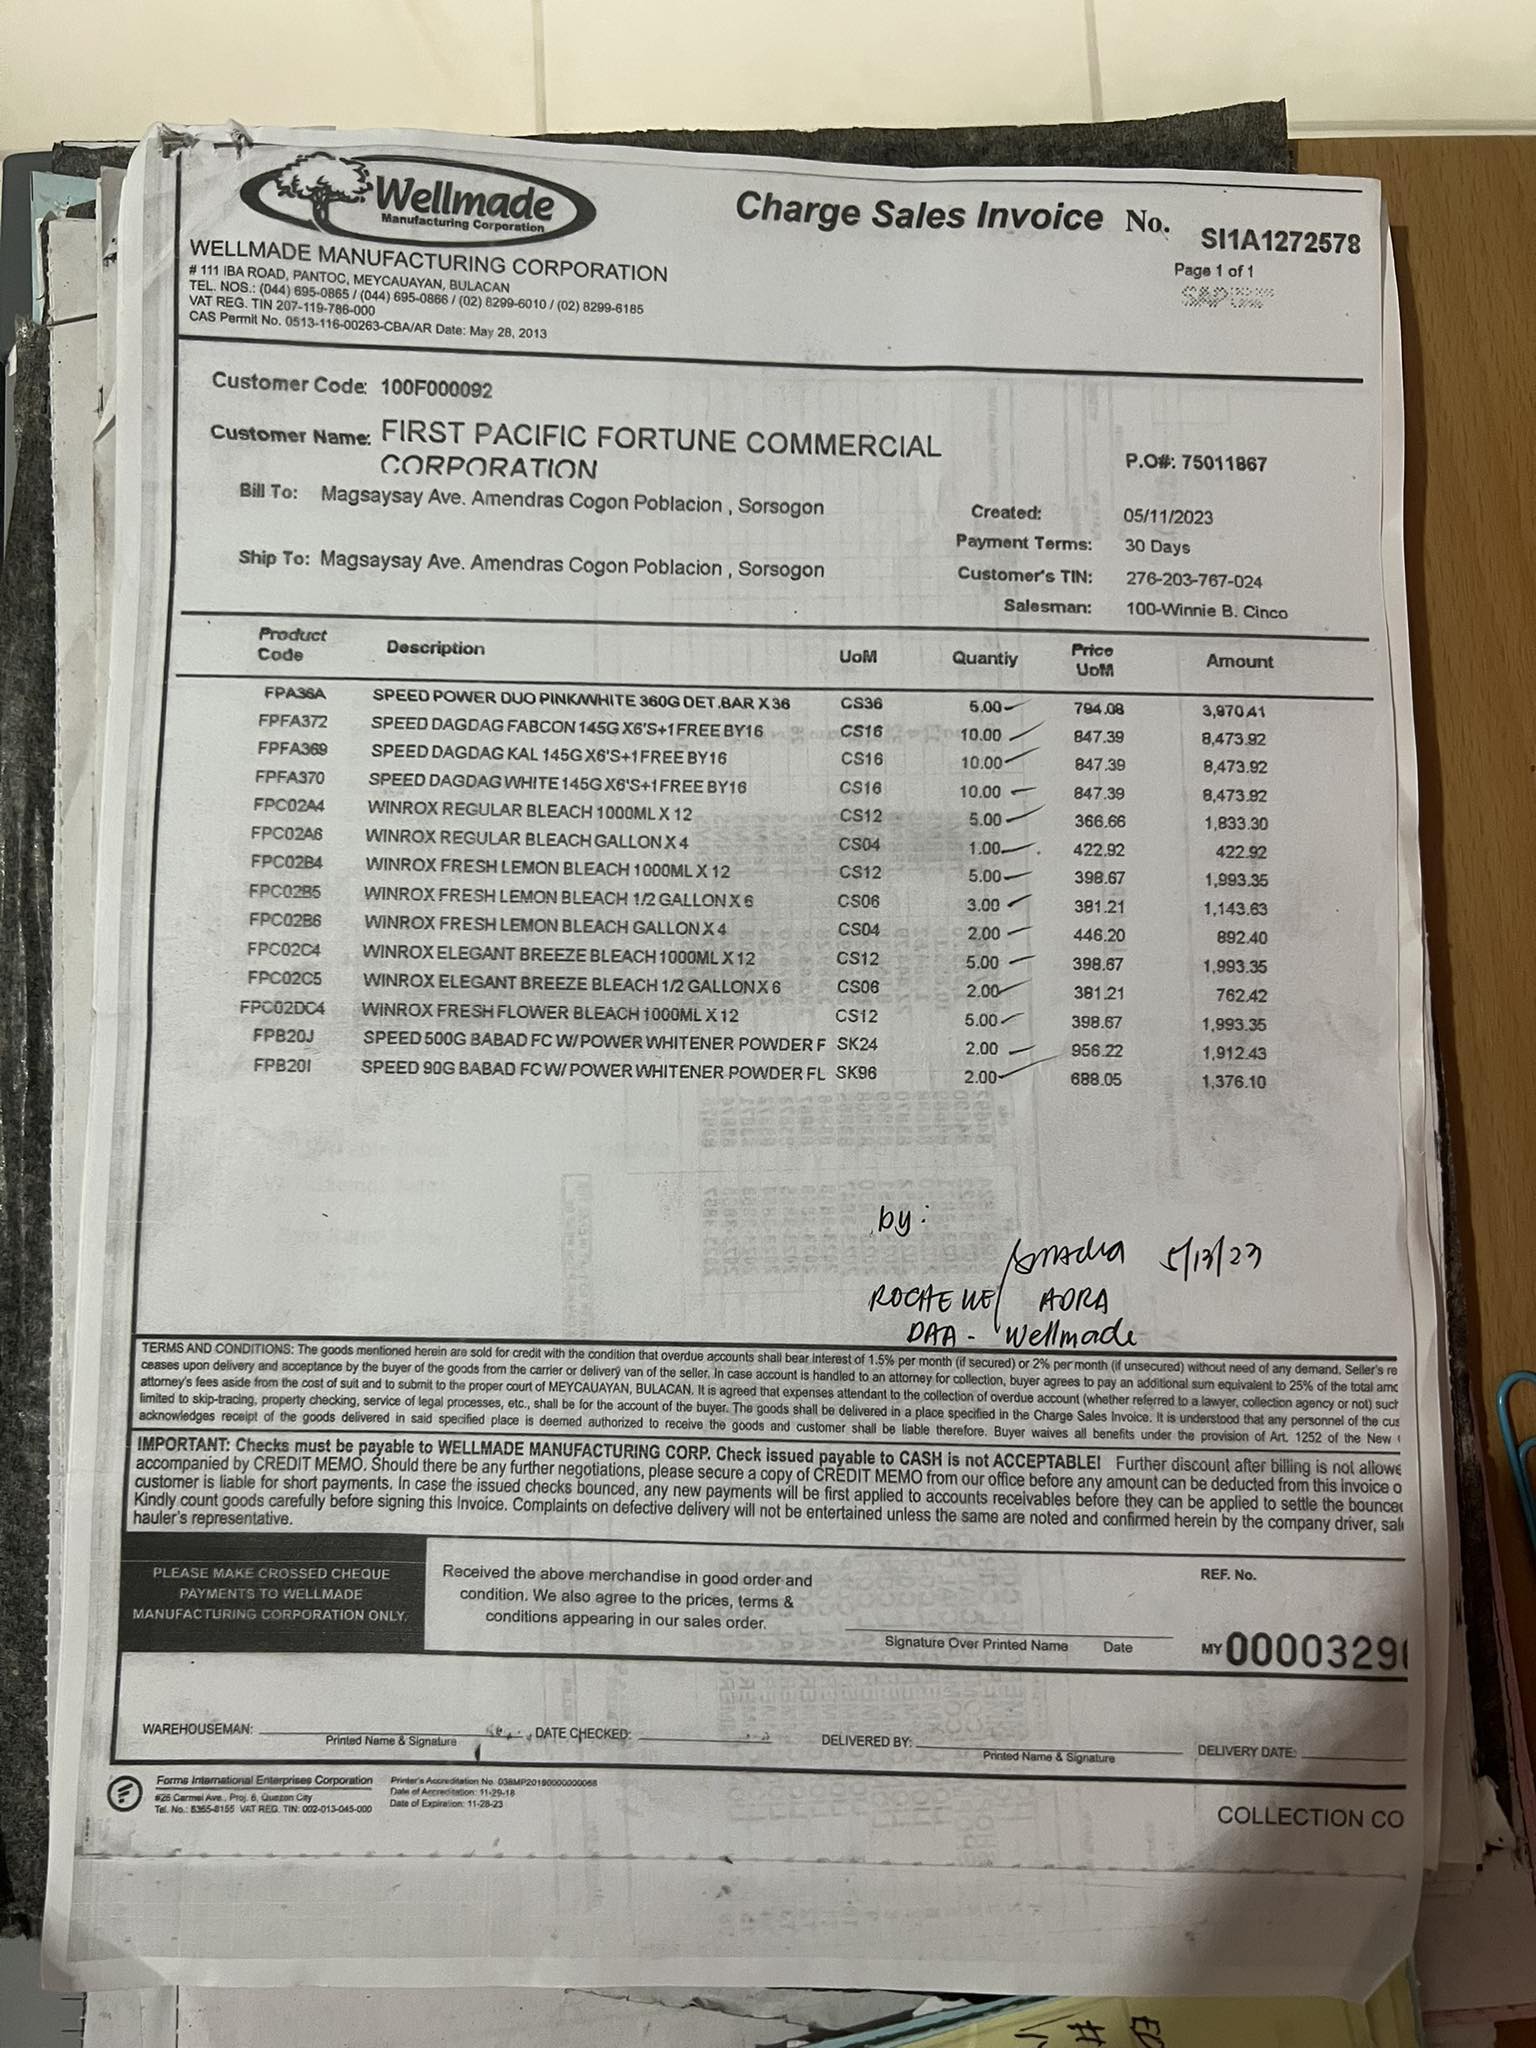 Wellmade
Manufacturing Corporation
Charge Sales Invoice No. SI1A1272578
Page 1 of 1
WELLMADE MANUFACTURING CORPORATION
# 111 IBA ROAD, PANTOC, MEYCAUAYAN, BULACAN
TEL. NOS.: (044) 695-0865 / (044) 695-0866 / (02) 8299-6010 / (02) 8299-6185
VAT REG. TIN 207-119-786-000
CAS Permit No. 0513-116-00263-CBA/AR Date: May 28, 2013
Customer Code: 100F000092
Customer Name: FIRST PACIFIC FORTUNE COMMERCIAL
CORPORATION
P.O#: 75011867
Bill To: Magsaysay Ave. Amendras Cogon Poblacion , Sorsogon
Created: 05/11/2023
Payment Terms: 30 Days
Ship To: Magsaysay Ave. Amendras Cogon Poblacion , Sorsogon
Customer's TIN: 276-203-767-024
Salesman: 100-Winnie B. Cinco
Product Code Description UoM Quantiy Price UoM Amount
FPA36A SPEED POWER DUO PINK/WHITE 360G DET.BAR X 36 CS36 5.00 794.08 3,970.41
FPFA372 SPEED DAGDAG FABCON 145G X6'S+1 FREE BY16 CS16 10.00 847.39 8,473.92
FPFA369 SPEED DAGDAG KAL 145G X6'S+1 FREE BY16 CS16 10.00 847.39 8,473.92
FPFA370 SPEED DAGDAG WHITE 145G X6'S+1 FREE BY16 CS16 10.00 847.39 8,473.92
FPC02A4 WINROX REGULAR BLEACH 1000ML X 12 CS12 5.00 366.66 1,833.30
FPC02A6 WINROX REGULAR BLEACH GALLON X 4 CS04 1.00 422.92 422.92
FPC02B4 WINROX FRESH LEMON BLEACH 1000ML X 12 CS12 5.00 398.67 1,993.35
FPC02B5 WINROX FRESH LEMON BLEACH 1/2 GALLON X 6 CS06 3.00 381.21 1,143.63
FPC02B6 WINROX FRESH LEMON BLEACH GALLON X 4 CS04 2.00 446.20 892.40
FPC02C4 WINROX ELEGANT BREEZE BLEACH 1000ML X 12 CS12 5.00 398.67 1,993.35
FPC02C5 WINROX ELEGANT BREEZE BLEACH 1/2 GALLON X 6 CS06 2.00 381.21 762.42
FPC02DC4 WINROX FRESH FLOWER BLEACH 1000ML X 12 CS12 5.00 398.67 1,993.35
FPB20J SPEED 500G BABAD FC W/ POWER WHITENER POWDER F SK24 2.00 956.22 1,912.43
FPB20I SPEED 90G BABAD FC W/ POWER WHITENER POWDER FL SK96 2.00 688.05 1,376.10
by:
5/13/23
ROCHELLE ADRA
DAA - Wellmade
TERMS AND CONDITIONS: The goods mentioned herein are sold for credit with the condition that overdue accounts shall bear interest of 1.5% per month (if secured) or 2% per month (if unsecured) without need of any demand. Seller's re
ceases upon delivery and acceptance by the buyer of the goods from the carrier or delivery van of the seller. In case account is handled to an attorney for collection, buyer agrees to pay an additional sum equivalent to 25% of the total amc
attorney's fees aside from the cost of suit and to submit to the proper court of MEYCAUAYAN, BULACAN. It is agreed that expenses attendant to the collection of overdue account (whether referred to a lawyer, collection agency or not) such
limited to skip-tracing, property checking, service of legal processes, etc., shall be for the account of the buyer. The goods shall be delivered in a place specified in the Charge Sales Invoice. It is understood that any personnel of the cus
acknowledges receipt of the goods delivered in said specified place is deemed authorized to receive the goods and customer shall be liable therefore. Buyer waives all benefits under the provision of Art. 1252 of the New
IMPORTANT: Checks must be payable to WELLMADE MANUFACTURING CORP. Check issued payable to CASH is not ACCEPTABLE! Further discount after billing is not allowe
accompanied by CREDIT MEMO. Should there be any further negotiations, please secure a copy of CREDIT MEMO from our office before any amount can be deducted from this invoice o
customer is liable for short payments. In case the issued checks bounced, any new payments will be first applied to accounts receivables before they can be applied to settle the bounce
Kindly count goods carefully before signing this Invoice. Complaints on defective delivery will not be entertained unless the same are noted and confirmed herein by the company driver, sal
hauler's representative.
PLEASE MAKE CROSSED CHEQUE
PAYMENTS TO WELLMADE
MANUFACTURING CORPORATION ONLY.
Received the above merchandise in good order and
condition. We also agree to the prices, terms &
conditions appearing in our sales order.
Signature Over Printed Name Date
REF. No.
MY 00003290
WAREHOUSEMAN:
Printed Name & Signature
DATE CHECKED:
DELIVERED BY:
Printed Name & Signature
DELIVERY DATE:
Forms International Enterprises Corporation
#26 Carmel Ave., Proj. 6, Quezon City
Tel. No.: 8365-8155 VAT REG. TIN: 002-013-045-000
Printer's Accreditation No. 038MP20190000000068
Date of Accreditation: 11-29-18
Date of Expiration: 11-28-23
COLLECTION CO